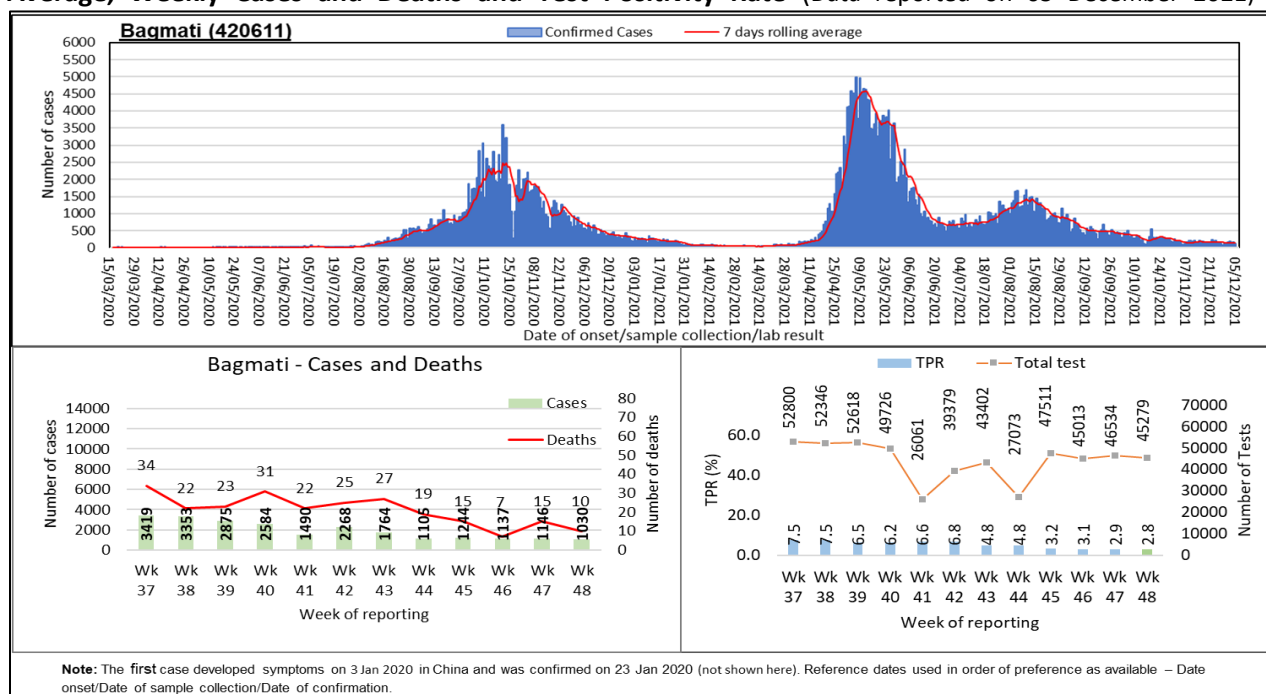 Average, Weekly Cases and Deaths and Test Positivity Rate (Data reported on 05 December 2021)
Bagmati (420611)
Confirmed Cases 7 days rolling average
Number of cases
6000
5500
5000
4500
4000
3500
3000
2500
2000
1500
1000
500
0
15/03/2020 29/03/2020 12/04/2020 26/04/2020 10/05/2020 24/05/2020 07/06/2020 21/06/2020 05/07/2020 19/07/2020 02/08/2020 16/08/2020 30/08/2020 13/09/2020 27/09/2020 11/10/2020 25/10/2020 08/11/2020 22/11/2020 06/12/2020 20/12/2020 03/01/2021 17/01/2021 31/01/2021 14/02/2021 28/02/2021 14/03/2021 28/03/2021 11/04/2021 25/04/2021 09/05/2021 23/05/2021 06/06/2021 20/06/2021 04/07/2021 18/07/2021 01/08/2021 15/08/2021 29/08/2021 12/09/2021 26/09/2021 10/10/2021 24/10/2021 07/11/2021 21/11/2021 05/12/2021
Date of onset/sample collection/lab result
Bagmati - Cases and Deaths
Cases
Deaths
Number of cases
14000
12000
10000
8000
6000
4000
2000
0
34 22 23 31 22 25 27 19 15 7 15 10
3419 3353 2875 2584 1490 2268 1764 1105 1244 1137 1146 1030
80
70
60
50
40
30
20
10
0
Number of deaths
Wk Wk Wk Wk Wk Wk Wk Wk Wk Wk Wk Wk
37 38 39 40 41 42 43 44 45 46 47 48
Week of reporting
TPR Total test
TPR (%)
60.0
40.0
20.0
0.0
52800 52346 52618 49726 26061 39379 43402 27073 47511 45013 46534 45279
7.5 7.5 6.5 6.2 6.6 6.8 4.8 4.8 3.2 3.1 2.9 2.8
70000
60000
50000
40000
30000
20000
10000
0
Number of Tests
Wk Wk Wk Wk Wk Wk Wk Wk Wk Wk Wk Wk
37 38 39 40 41 42 43 44 45 46 47 48
Week of reporting
Note: The first case developed symptoms on 3 Jan 2020 in China and was confirmed on 23 Jan 2020 (not shown here). Reference dates used in order of preference as available – Date
onset/Date of sample collection/Date of confirmation.